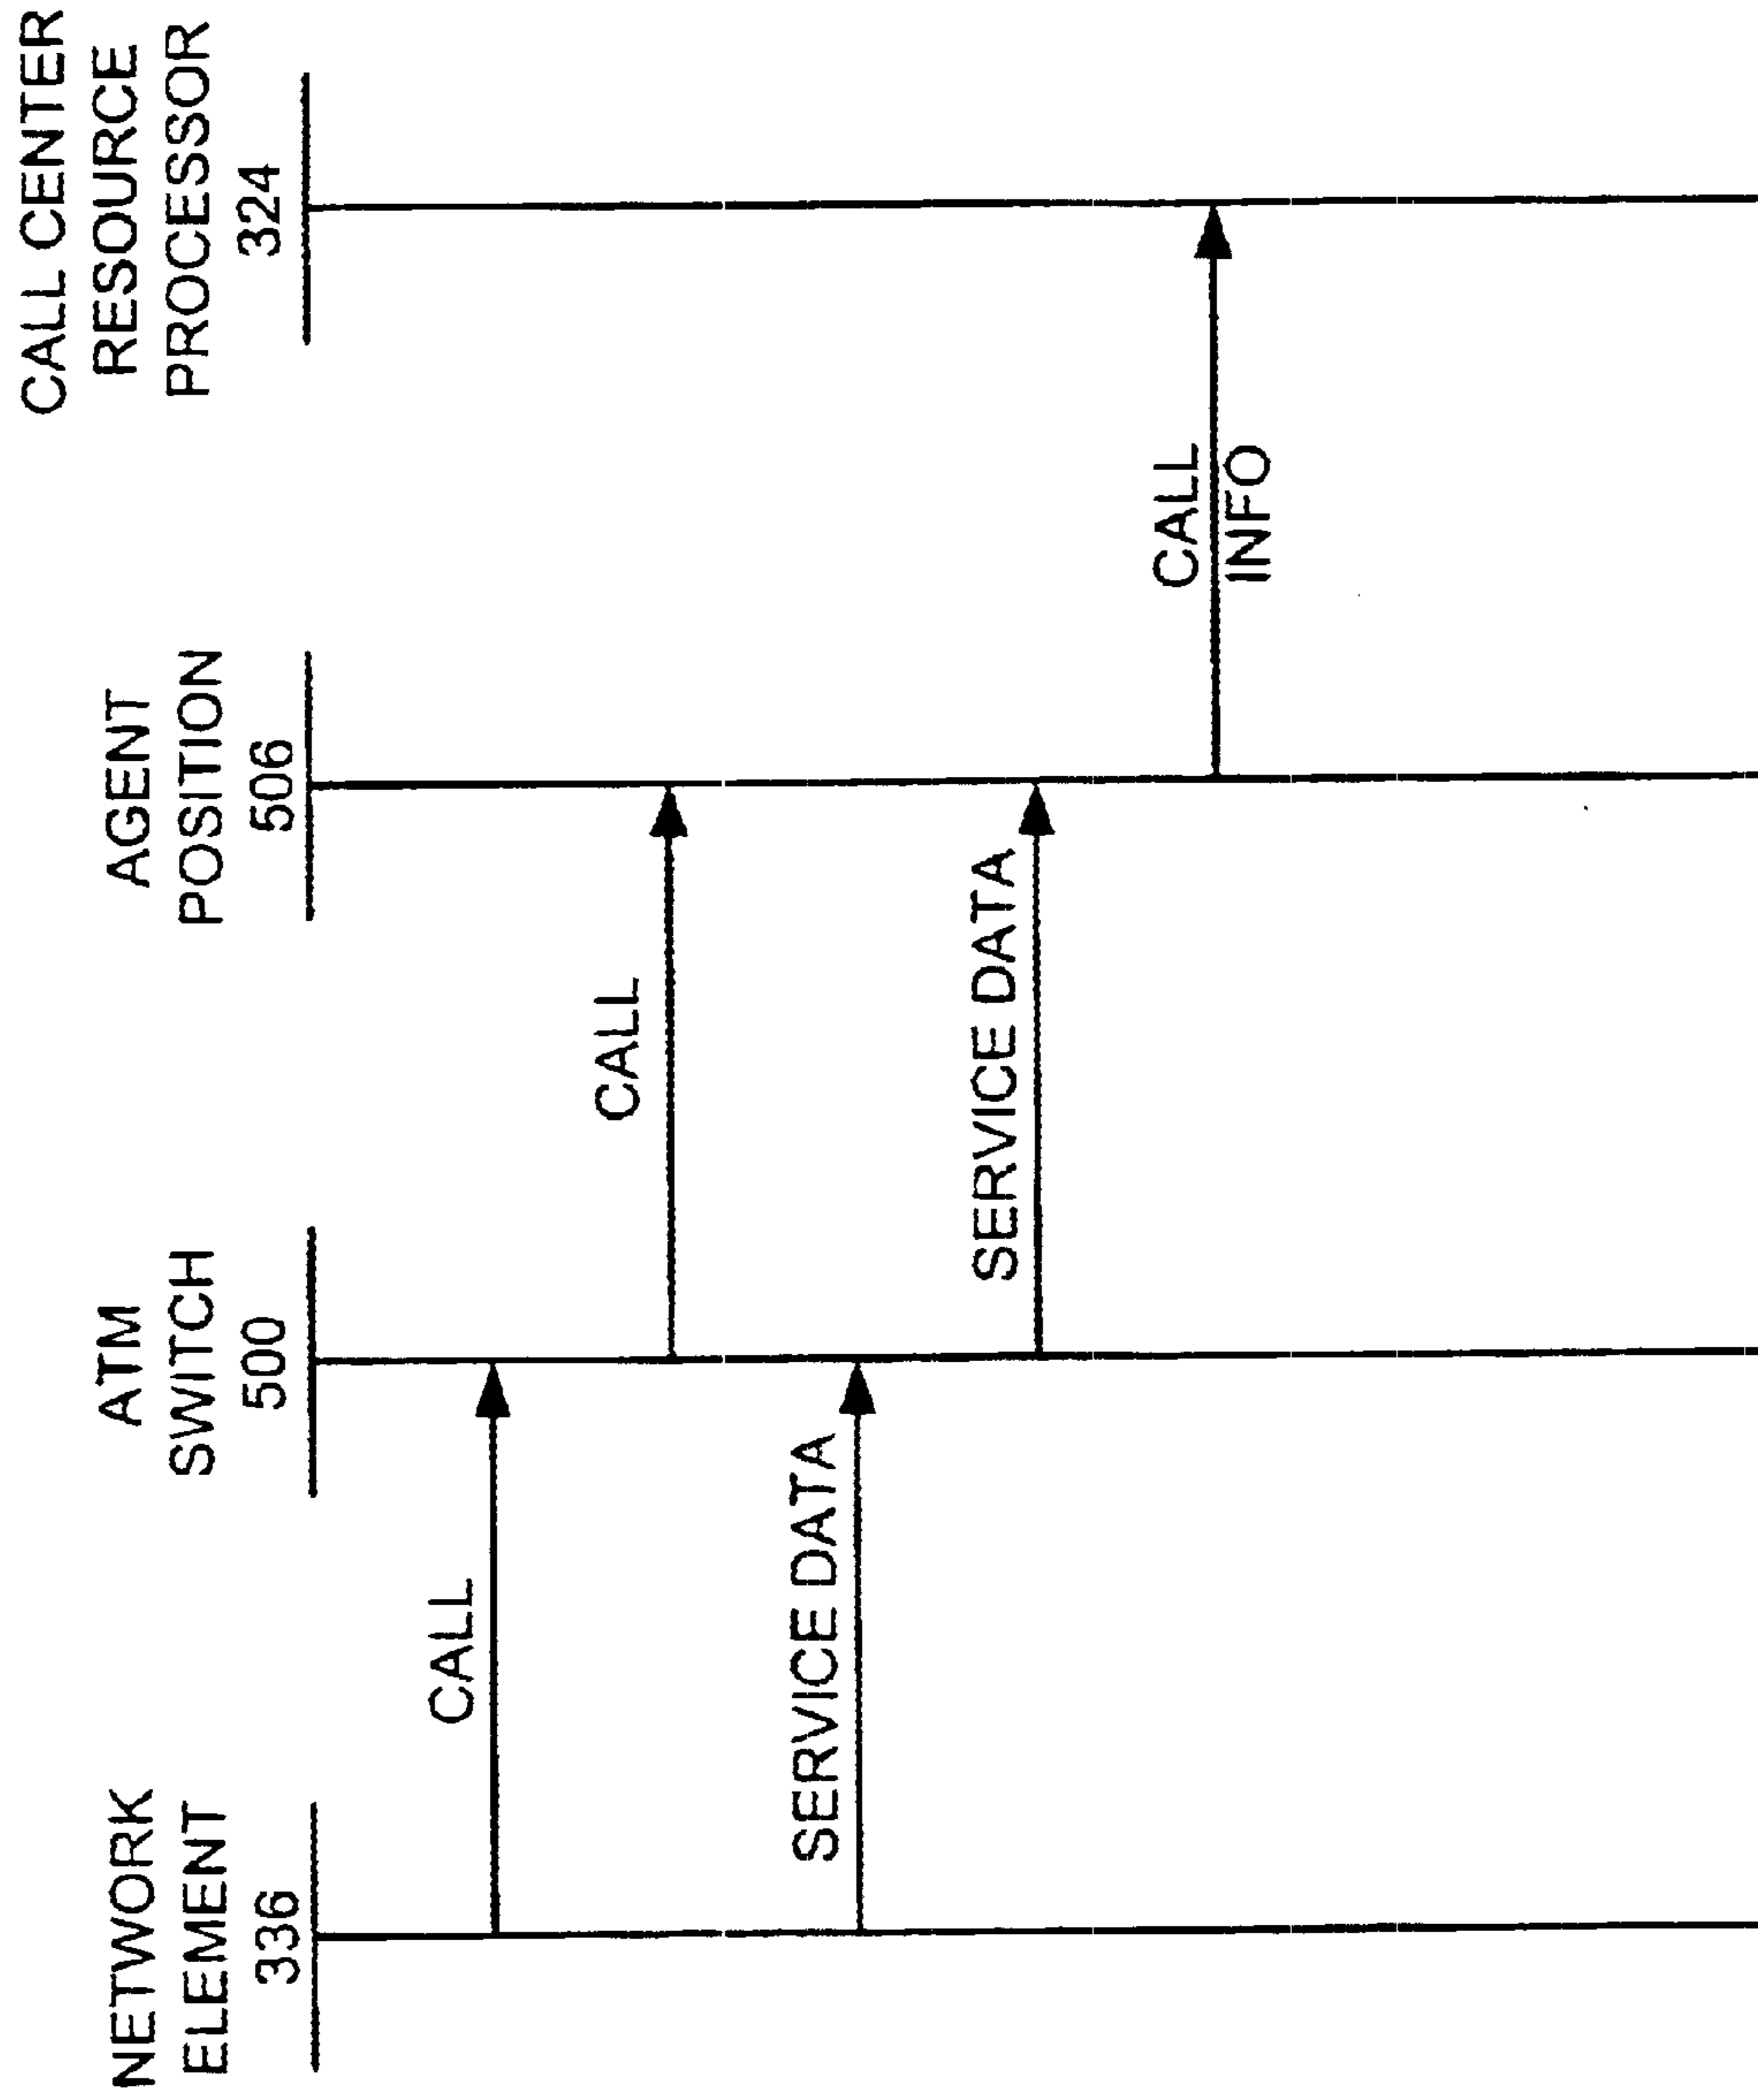 NETWORK
ELEMENT
336
ATM
SWITCH
500
AGENT
POSITION
506
CALL CENTER
RESOURCE
PROCESSOR
324
CALL
CALL
SERVICE DATA
SERVICE DATA
CALL
INFO